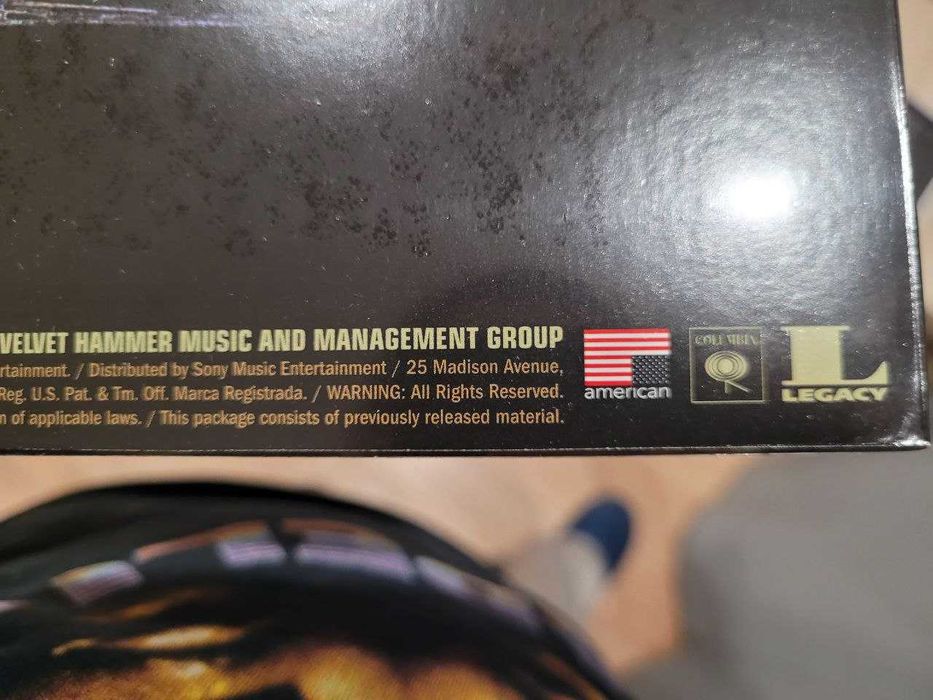 VELVET HAMMER MUSIC AND MANAGEMENT GROUP
rtainment. / Distributed by Sony Music Entertainment / 25 Madison Avenue,
Reg. U.S. Pat. & Tm. Off. Marca Registrada. / WARNING: All Rights Reserved.
n of applicable laws. / This package consists of previously released material.
american
COLUMBIA
L
LEGACY